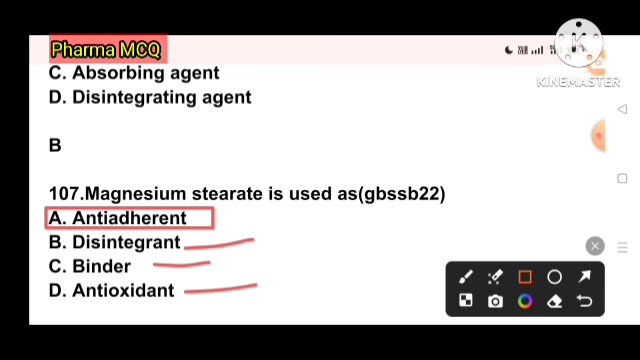 Pharma MCQ
KINEMASTER
C. Absorbing agent
D. Disintegrating agent
B
107.Magnesium stearate is used as(gbssb22)
A. Antiadherent
B. Disintegrant
C. Binder
D. Antioxidant